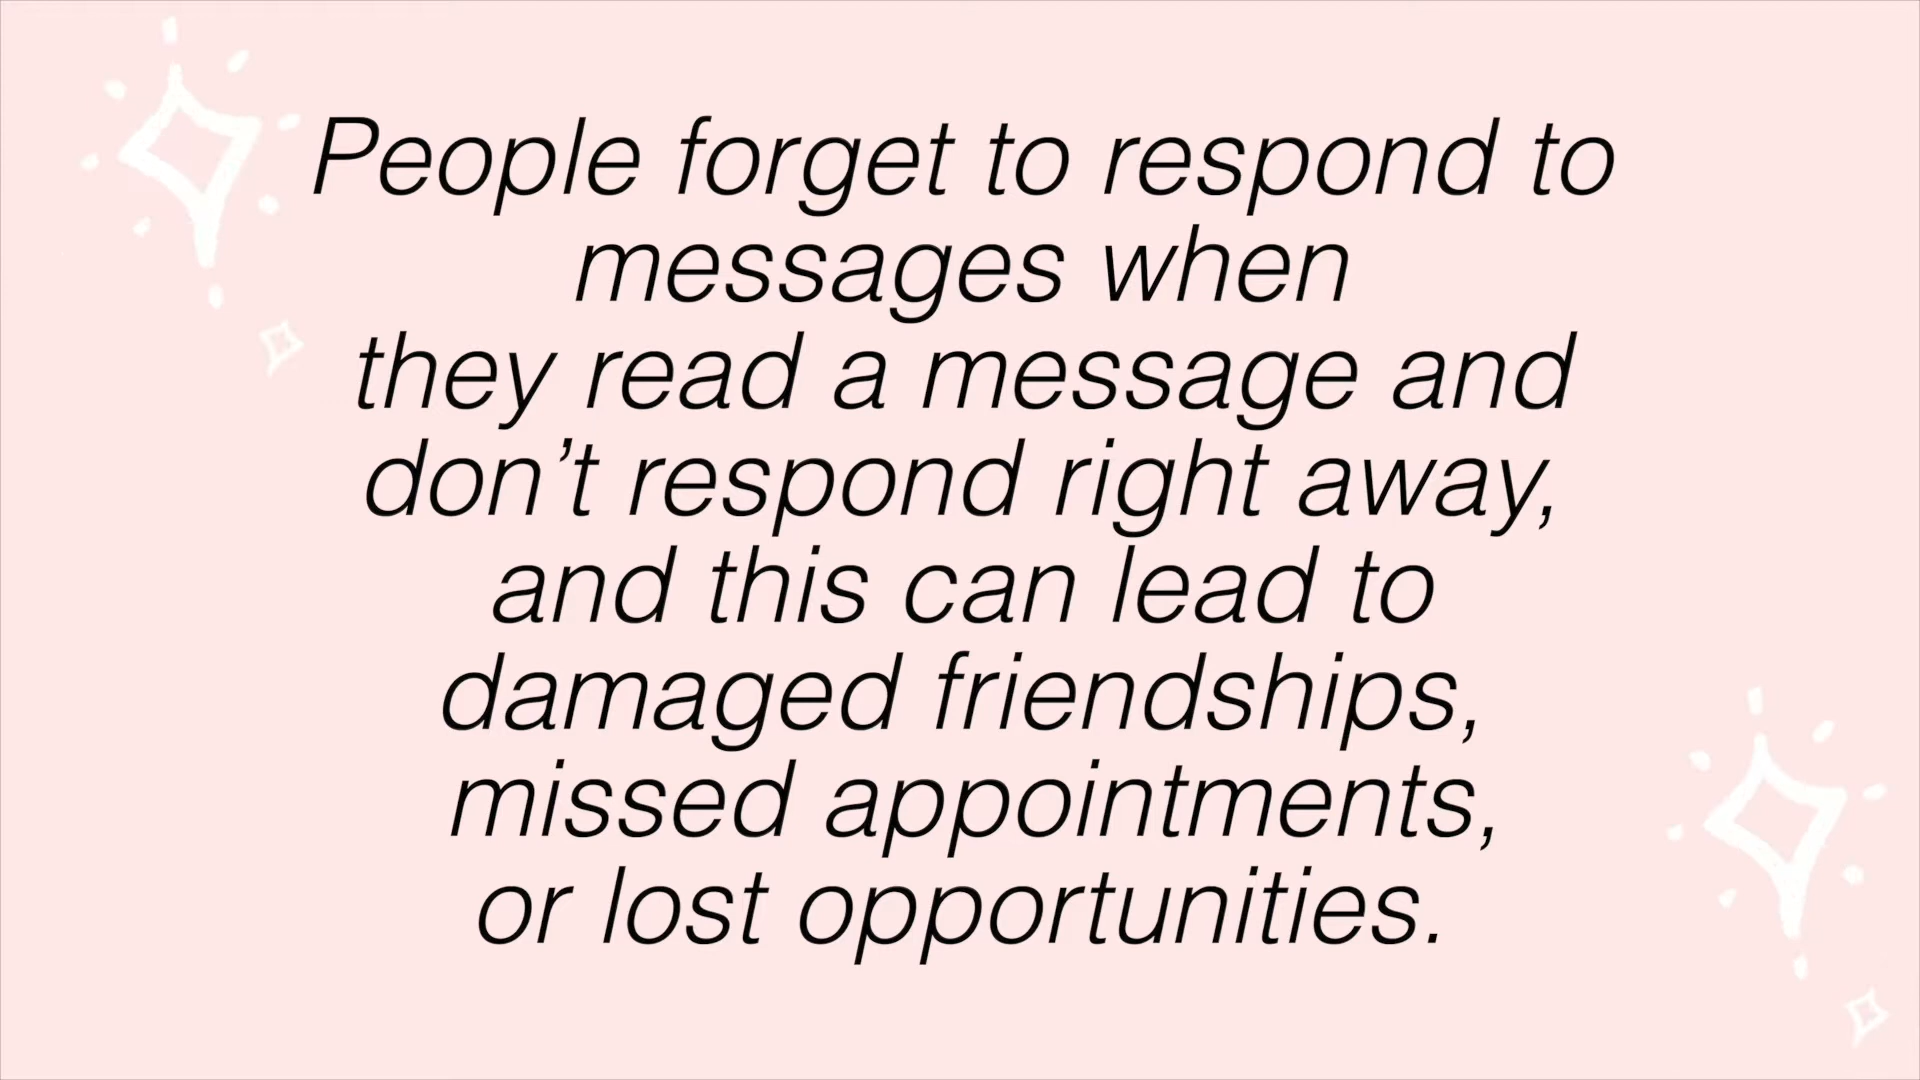 People forget to respond to
messages when
they read a message and
don’t respond right away,
and this can lead to
damaged friendships,
missed appointments,
or lost opportunities.